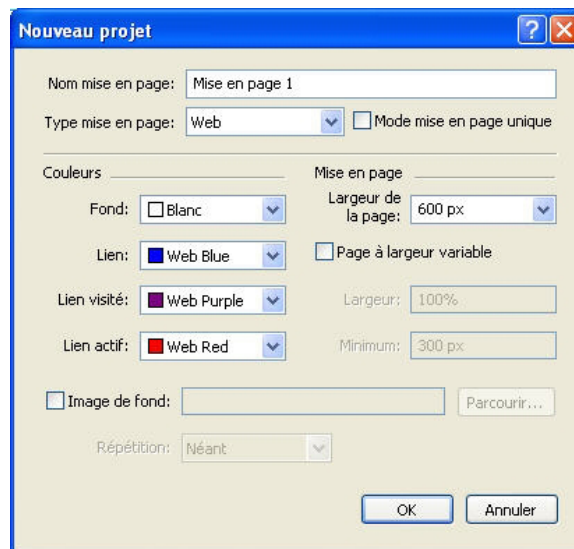 Nouveau projet
Nom mise en page: Mise en page 1
Type mise en page: Web Mode mise en page unique
Couleurs Mise en page
Fond: Blanc
Largeur de
la page: 600 px
Lien: Web Blue Page à largeur variable
Lien visité: Web Purple Largeur: 100%
Lien actif: Web Red Minimum: 300 px
Image de fond: Parcourir...
Répétition: Néant
OK Annuler